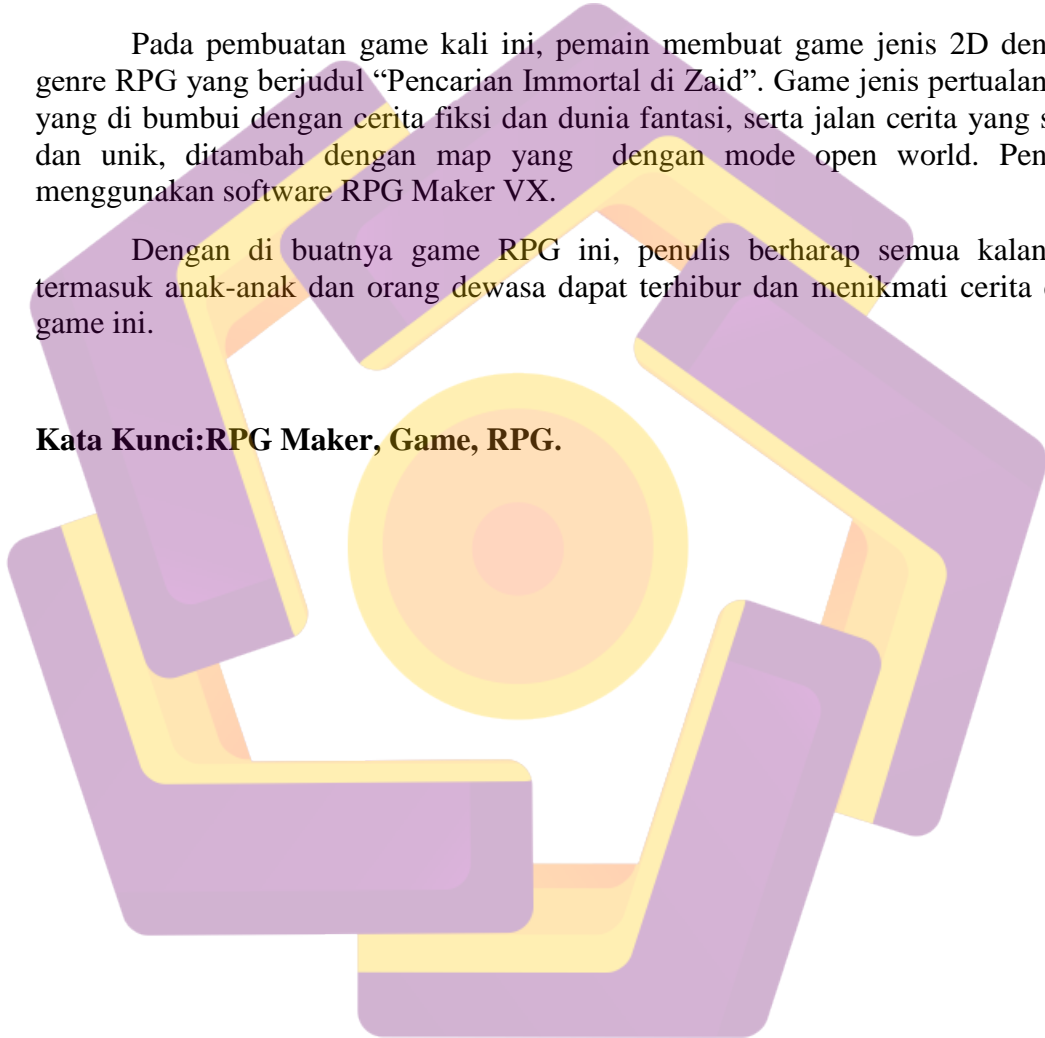 Pada pembuatan game kali ini, pemain membuat game jenis 2D den
genre RPG yang berjudul “Pencarian Immortal di Zaid”. Game jenis pertualan
yang di bumbui dengan cerita fiksi dan dunia fantasi, serta jalan cerita yang s
dan unik, ditambah dengan map yang dengan mode open world. Pen
menggunakan software RPG Maker VX.
Dengan di buatnya game RPG ini, penulis berharap semua kalan
termasuk anak-anak dan orang dewasa dapat terhibur dan menikmati cerita
game ini.
Kata Kunci:RPG Maker, Game, RPG.